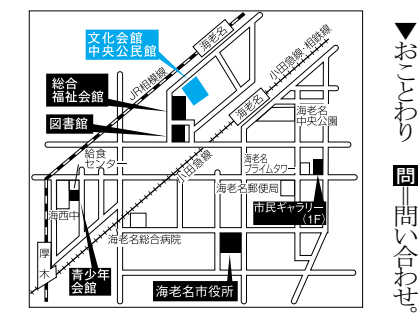 ▼おことわり 問＝問い合わせ。
文化会館
中央公民館
海老名
小田急線・相鉄線
JR相模線
総合
福祉会館
海老名
海老名
中央公園
図書館
給食
センター
小田急線
海老名
プライムタワー
海老名郵便局
海西中
市民ギャラリー
（1F）
海老名総合病院
厚木
青少年
会館
海老名市役所